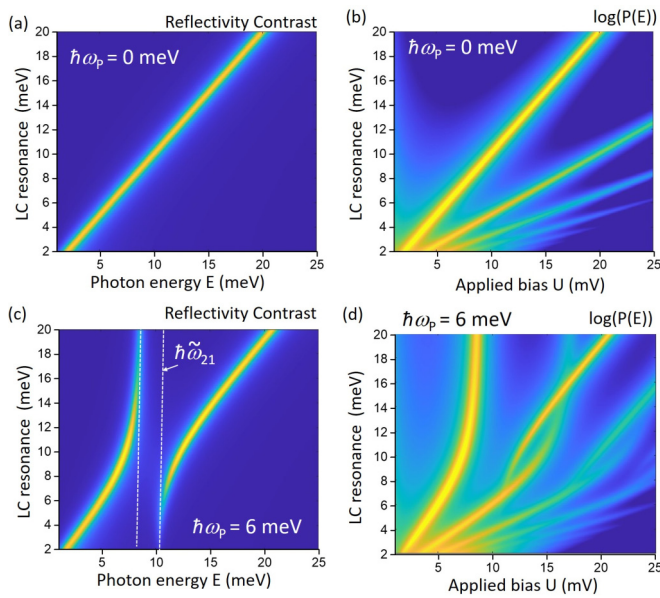 (a) Reflectivity Contrast
ħωP = 0 meV
LC resonance (meV)
20
18
16
14
12
10
8
6
4
2
5 10 15 20 25
Photon energy E (meV)
(b) log(P(E))
ħωP = 0 meV
LC resonance (meV)
20
18
16
14
12
10
8
6
4
2
5 10 15 20 25
Applied bias U (mV)
(c) Reflectivity Contrast
ħω̃21
ħωP = 6 meV
LC resonance (meV)
20
18
16
14
12
10
8
6
4
2
5 10 15 20 25
Photon energy E (meV)
(d) ħωP = 6 meV log(P(E))
LC resonance (meV)
20
18
16
14
12
10
8
6
4
2
5 10 15 20 25
Applied bias U (mV)